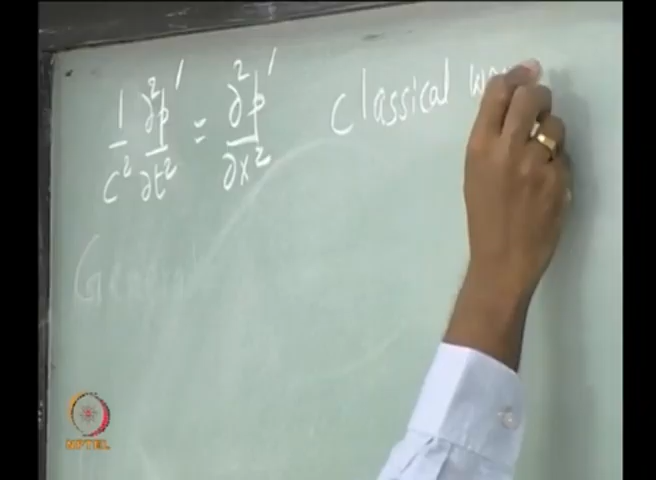 1/c² ∂²p'/∂t² = ∂²p'/∂x² Classical
NPTEL